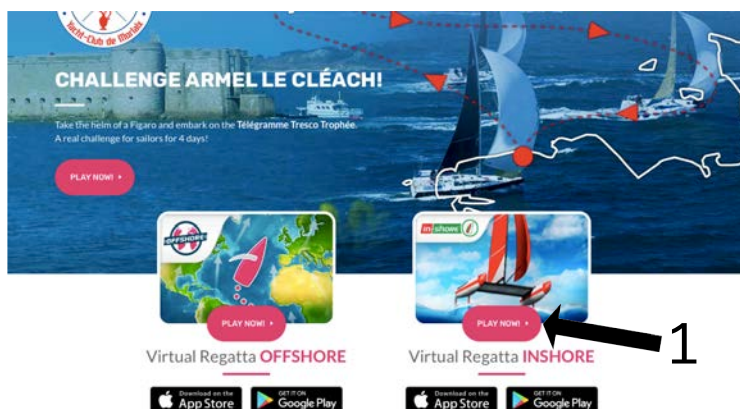 Yacht-Club de Morlaix
CHALLENGE ARMEL LE CLÉACH!
Take the helm of a Figaro and embark on the Télégramme Tresco Trophée.
A real challenge for sailors for 4 days!
PLAY NOW!
OFFSHORE
inshore
PLAY NOW!
PLAY NOW!
1
Virtual Regatta OFFSHORE
Virtual Regatta INSHORE
Download on the
App Store
GET IT ON
Google Play
Download on the
App Store
GET IT ON
Google Play